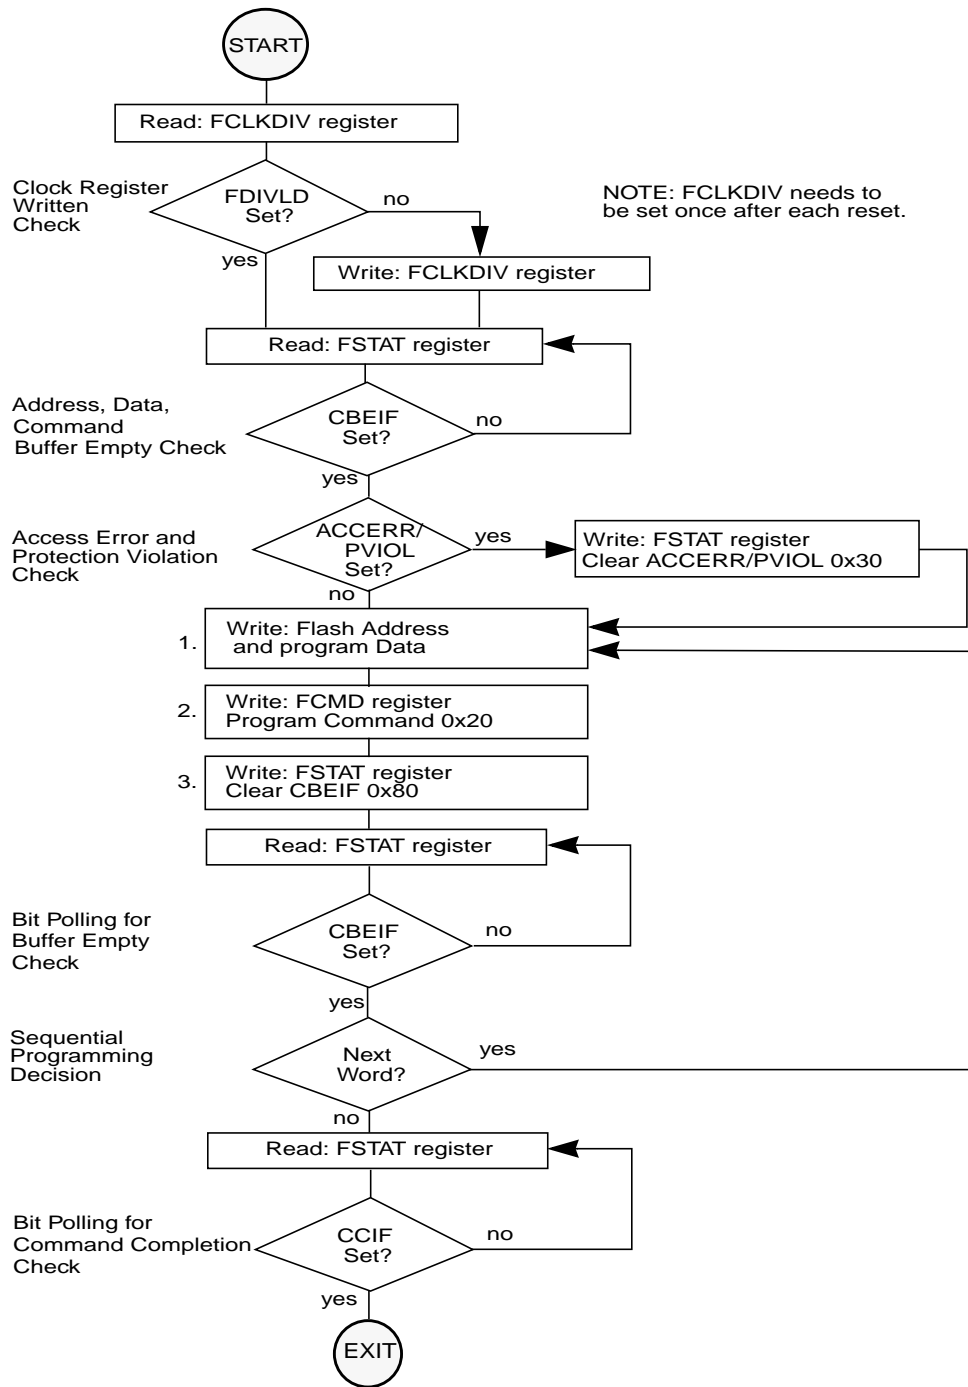 START
Read: FCLKDIV register
Clock Register
Written
Check
FDIVLD
Set?
no
yes
NOTE: FCLKDIV needs to
be set once after each reset.
Write: FCLKDIV register
Read: FSTAT register
Address, Data,
Command
Buffer Empty Check
CBEIF
Set?
no
yes
Access Error and
Protection Violation
Check
ACCERR/
PVIOL
Set?
yes
no
Write: FSTAT register
Clear ACCERR/PVIOL 0x30
1.
Write: Flash Address
and program Data
2.
Write: FCMD register
Program Command 0x20
3.
Write: FSTAT register
Clear CBEIF 0x80
Read: FSTAT register
Bit Polling for
Buffer Empty
Check
CBEIF
Set?
no
yes
Sequential
Programming
Decision
Next
Word?
yes
no
Read: FSTAT register
Bit Polling for
Command Completion
Check
CCIF
Set?
no
yes
EXIT